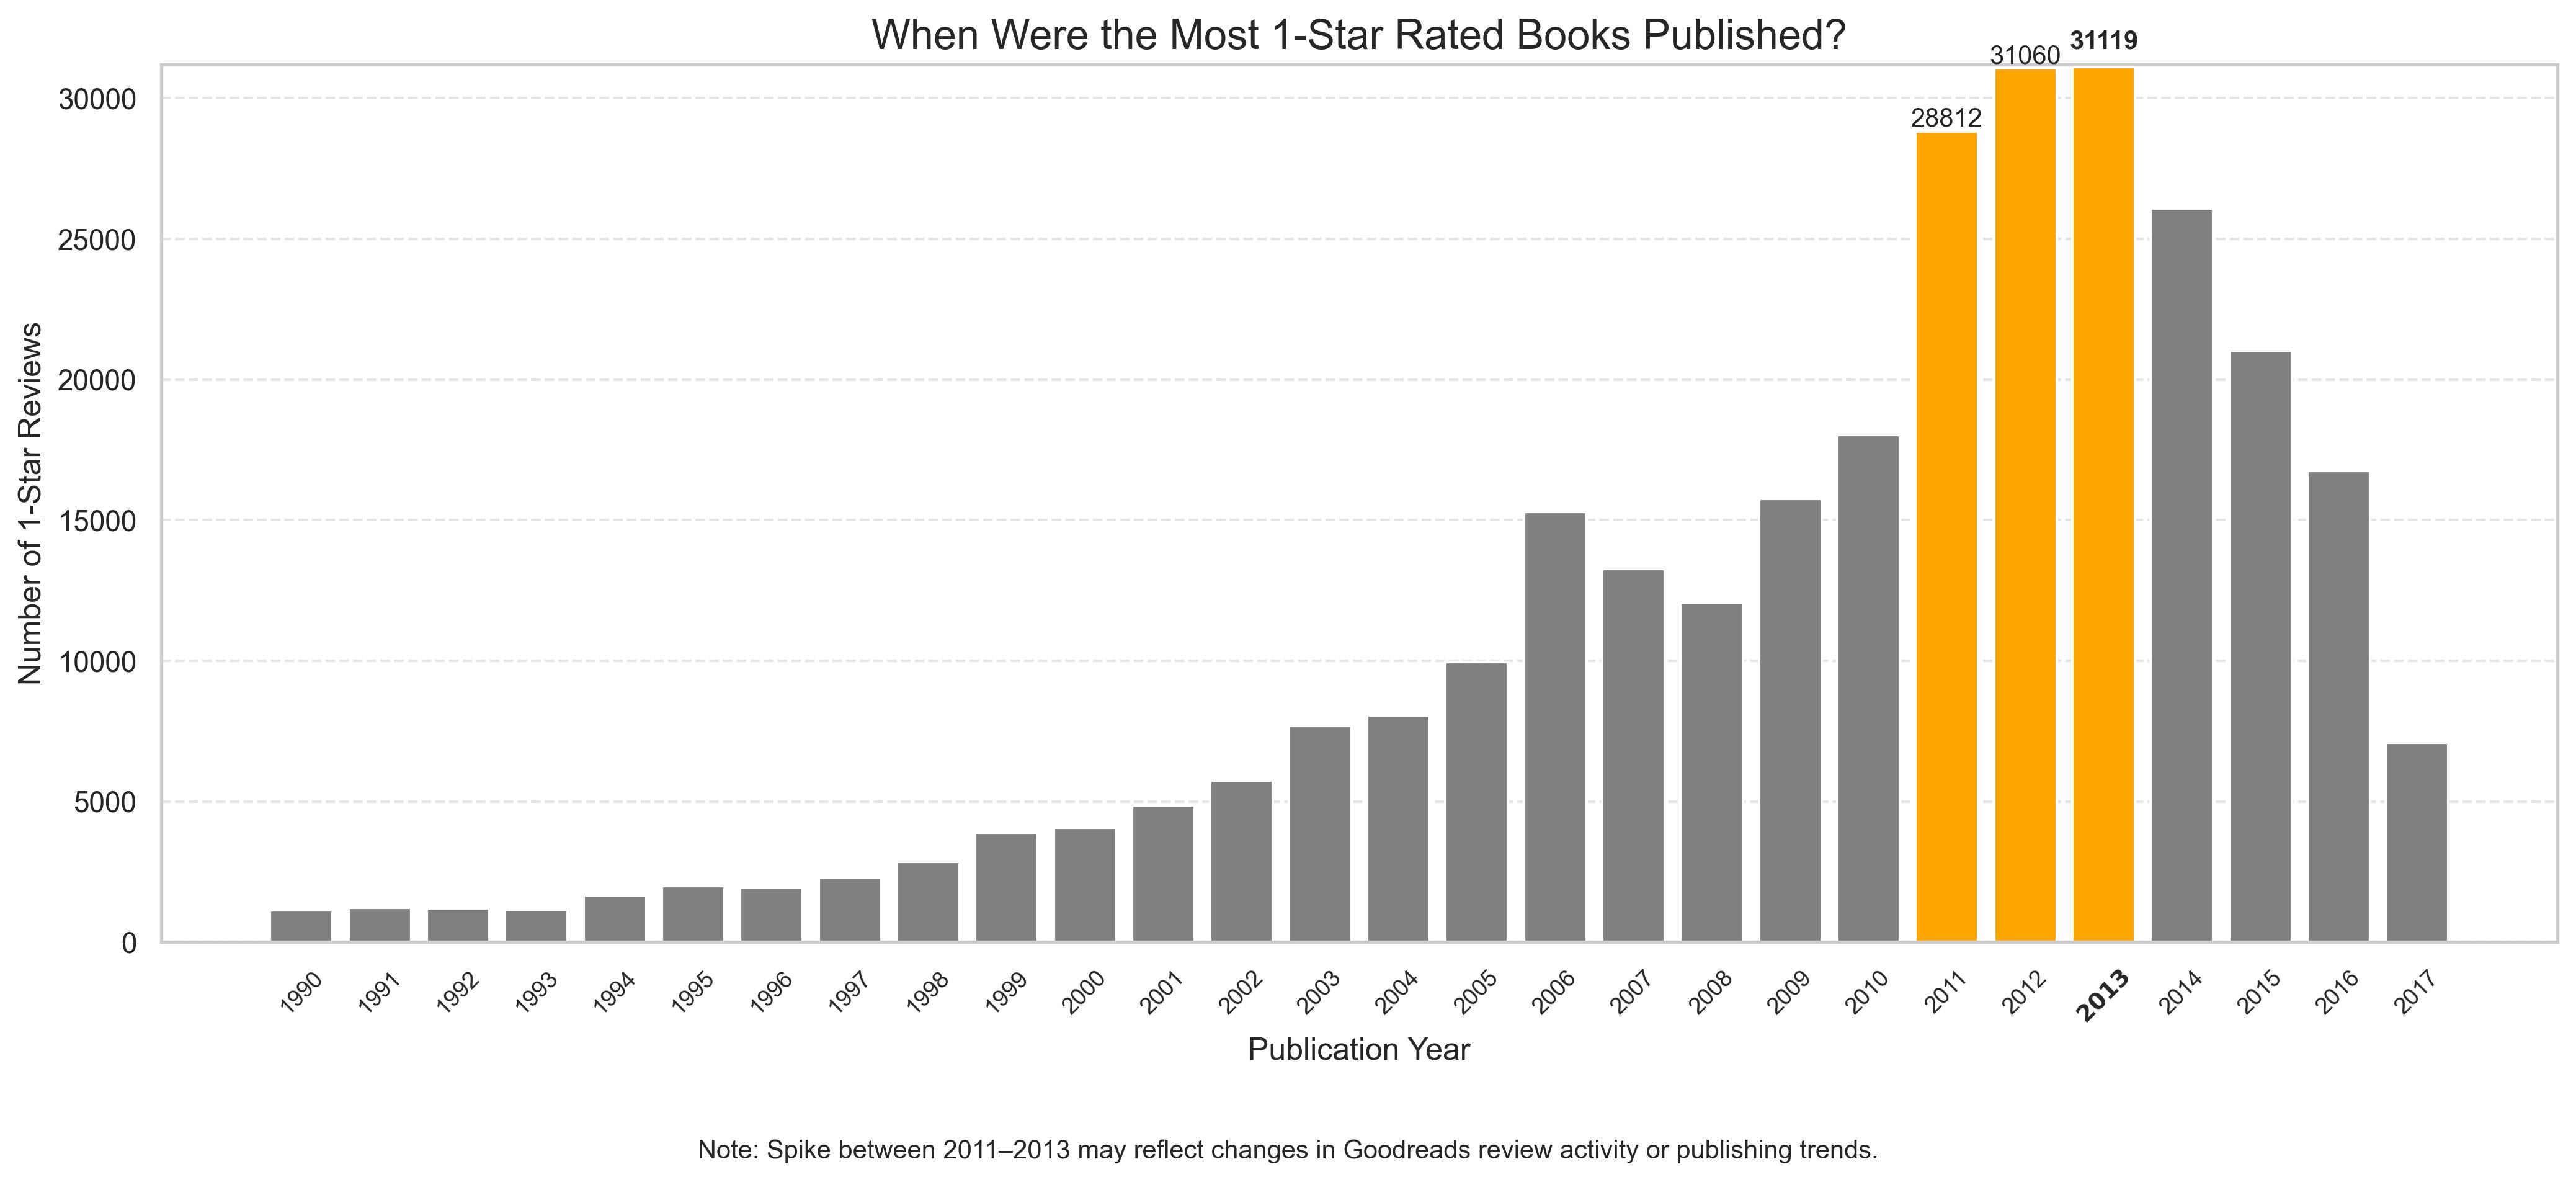 When Were the Most 1-Star Rated Books Published?
31119
31060
28812
30000
25000
20000
15000
10000
5000
0
Number of 1-Star Reviews
1990 1991 1992 1993 1994 1995 1996 1997 1998 1999 2000 2001 2002 2003 2004 2005 2006 2007 2008 2009 2010 2011 2012 2013 2014 2015 2016 2017
Publication Year
Note: Spike between 2011–2013 may reflect changes in Goodreads review activity or publishing trends.